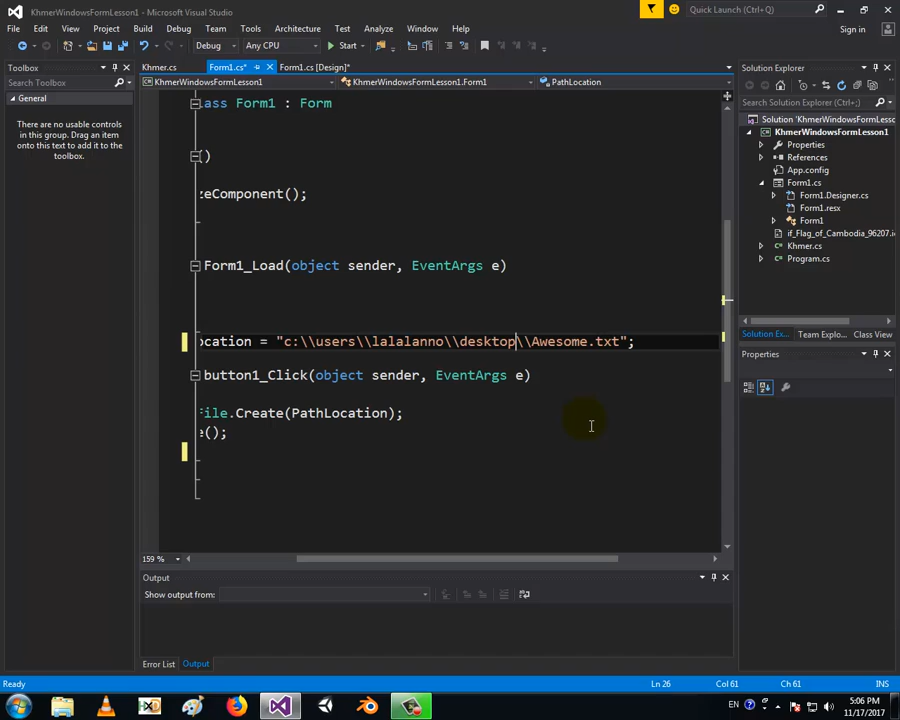 KhmerWindowsFormLesson1 - Microsoft Visual Studio
Quick Launch (Ctrl+Q)
File Edit View Project Build Debug Team Tools Architecture Test Analyze Window Help
Sign in
Debug Any CPU Start
Toolbox
Search Toolbox
General
There are no usable controls
in this group. Drag an item
onto this text to add it to the
toolbox.
Khmer.cs Form1.cs* Form1.cs [Design]*
KhmerWindowsFormLesson1 KhmerWindowsFormLesson1.Form1 PathLocation
lass Form1 : Form
()
zeComponent();
Form1_Load(object sender, EventArgs e)
ocation = "c:\\users\\lalalanno\\desktop\\Awesome.txt";
button1_Click(object sender, EventArgs e)
File.Create(PathLocation);
e();
159 %
Output
Show output from:
Error List Output
Solution Explorer
Search Solution Explorer (Ctrl+;)
Solution 'KhmerWindowsFormLesso
KhmerWindowsFormLesson1
Properties
References
App.config
Form1.cs
Form1.Designer.cs
Form1.resx
Form1
if_Flag_of_Cambodia_96207.i
Khmer.cs
Program.cs
Solution Explo... Team Explo... Class View
Properties
Ready Ln 26 Col 61 Ch 61 INS
EN 5:06 PM
11/17/2017